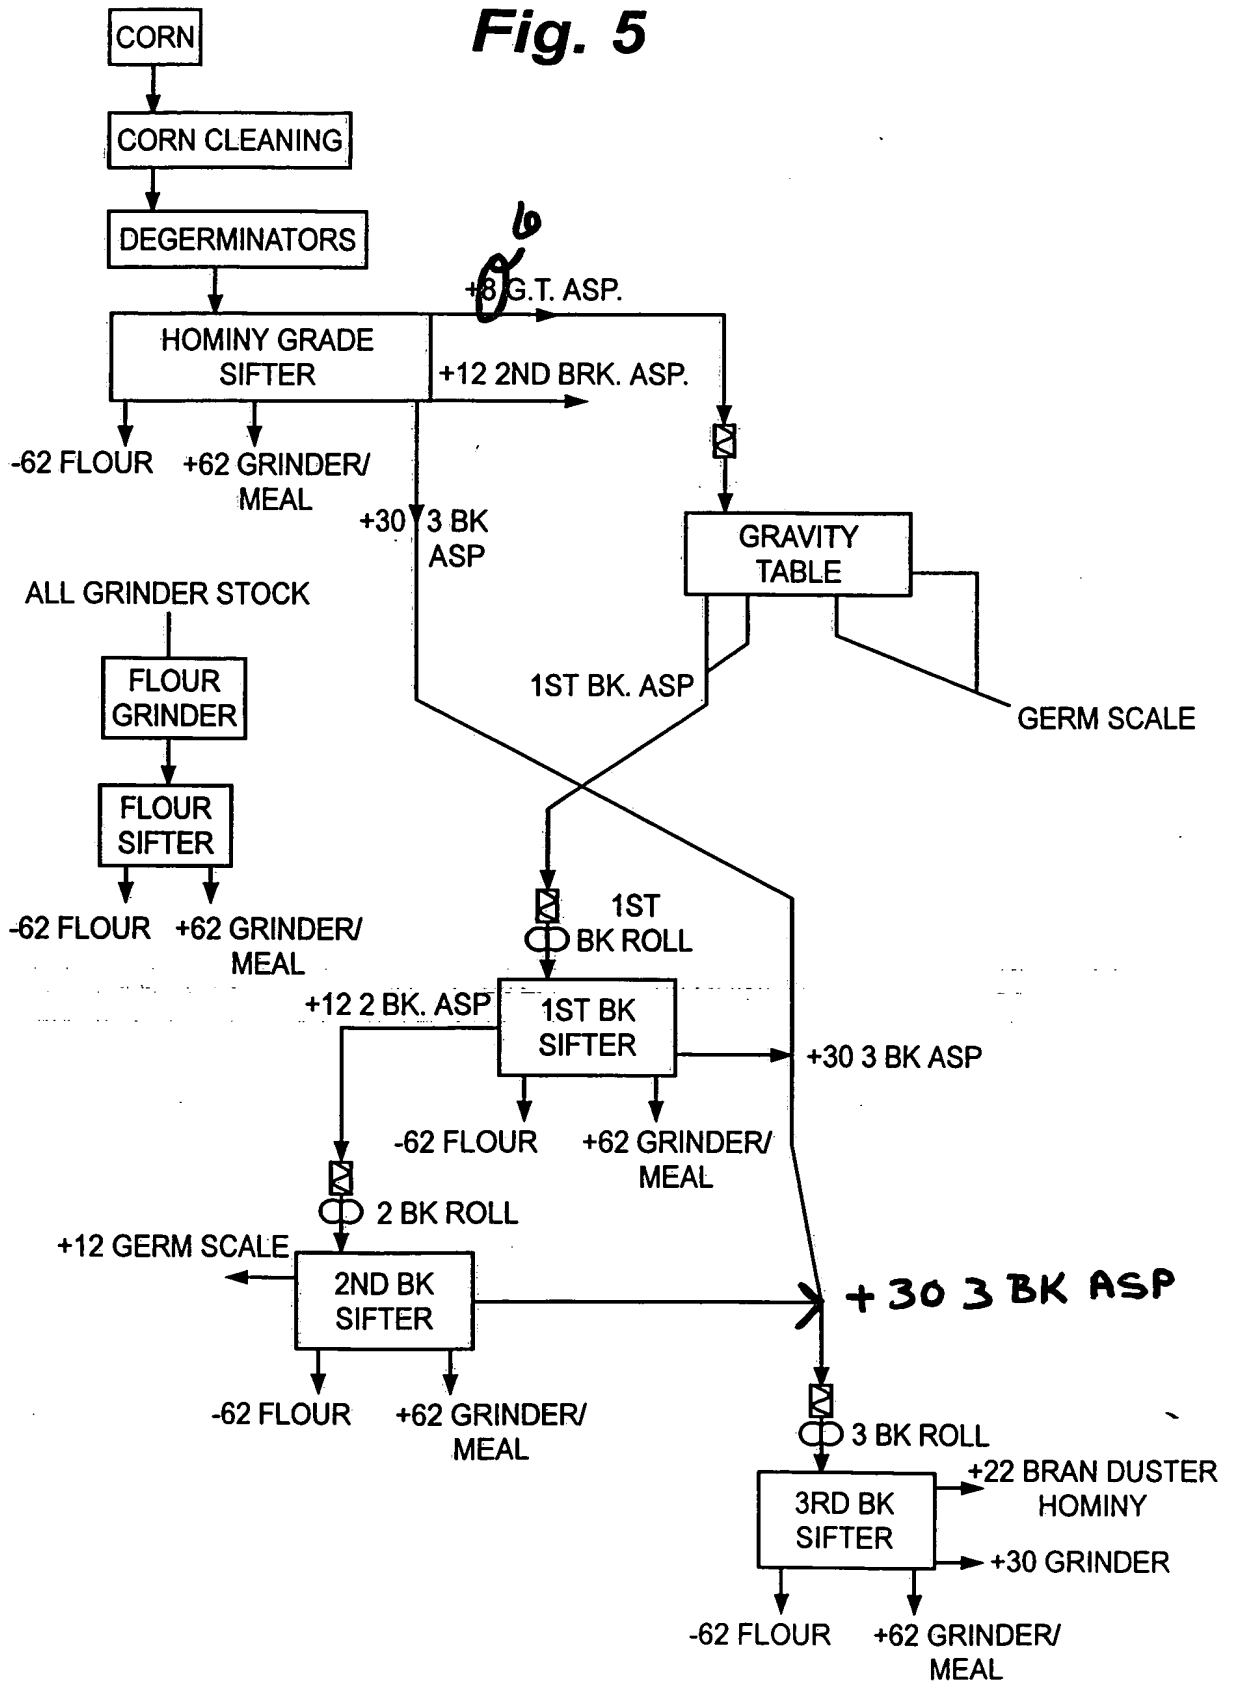 Fig. 5
CORN
CORN CLEANING
DEGERMINATORS
6
+8 G.T. ASP.
HOMINY GRADE
SIFTER
+12 2ND BRK. ASP.
-62 FLOUR
+62 GRINDER/
MEAL
+30 3 BK
ASP
GRAVITY
TABLE
ALL GRINDER STOCK
FLOUR
GRINDER
1ST BK. ASP
GERM SCALE
FLOUR
SIFTER
-62 FLOUR
+62 GRINDER/
MEAL
1ST
BK ROLL
+12 2 BK. ASP
1ST BK
SIFTER
+30 3 BK ASP
-62 FLOUR
+62 GRINDER/
MEAL
2 BK ROLL
+12 GERM SCALE
2ND BK
SIFTER
+30 3 BK ASP
-62 FLOUR
+62 GRINDER/
MEAL
3 BK ROLL
+22 BRAN DUSTER
HOMINY
3RD BK
SIFTER
+30 GRINDER
-62 FLOUR
+62 GRINDER/
MEAL